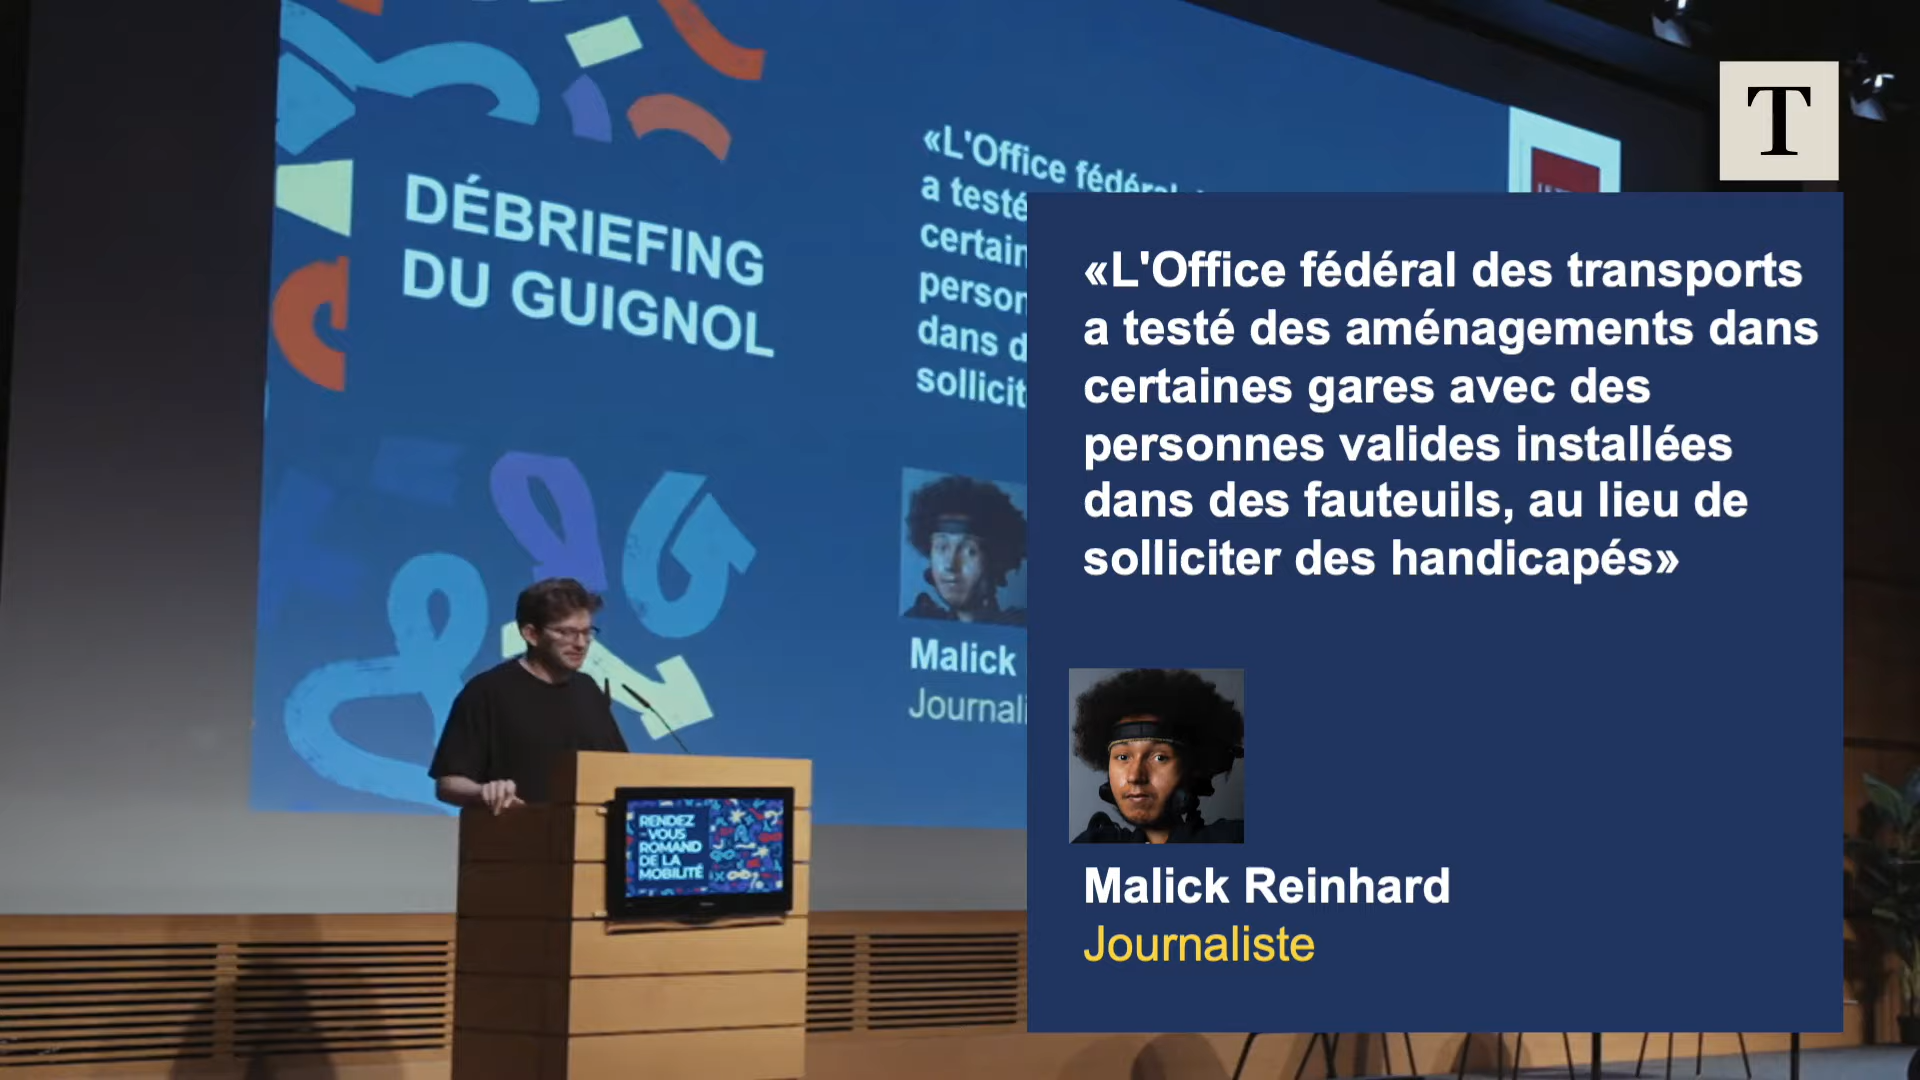 DÉBRIEFING
DU GUIGNOL
«L'Office fédéral
a testé
certain
person
dans d
sollicit
Malick
Journali
T
«L'Office fédéral des transports
a testé des aménagements dans
certaines gares avec des
personnes valides installées
dans des fauteuils, au lieu de
solliciter des handicapés»
Malick Reinhard
Journaliste
RENDEZ
-VOUS
ROMAND
DE LA
MOBILITÉ